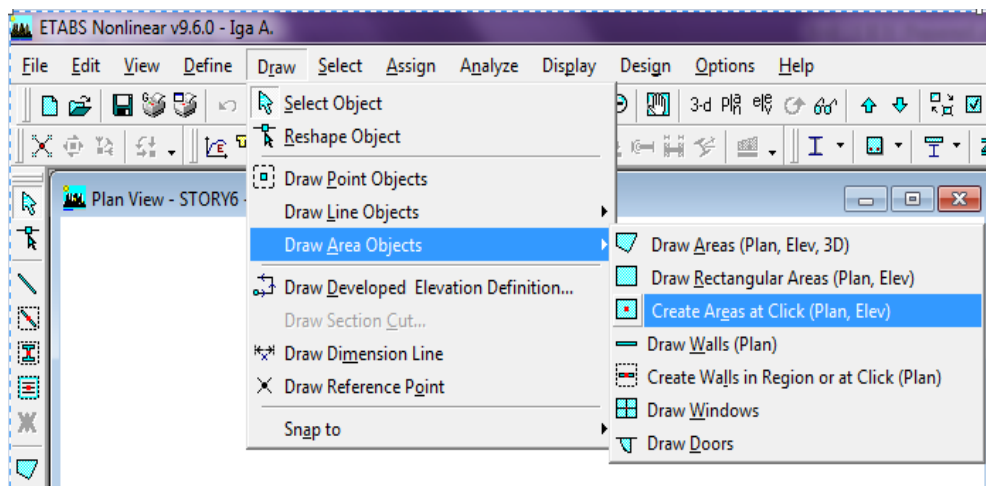 ETABS Nonlinear v9.6.0 - Iga A.
File Edit View Define Draw Select Assign Analyze Display Design Options Help
3-d
Plan View - STORY6 -
Select Object
Reshape Object
Draw Point Objects
Draw Line Objects
Draw Area Objects
Draw Developed Elevation Definition...
Draw Section Cut...
Draw Dimension Line
Draw Reference Point
Snap to
Draw Areas (Plan, Elev, 3D)
Draw Rectangular Areas (Plan, Elev)
Create Areas at Click (Plan, Elev)
Draw Walls (Plan)
Create Walls in Region or at Click (Plan)
Draw Windows
Draw Doors